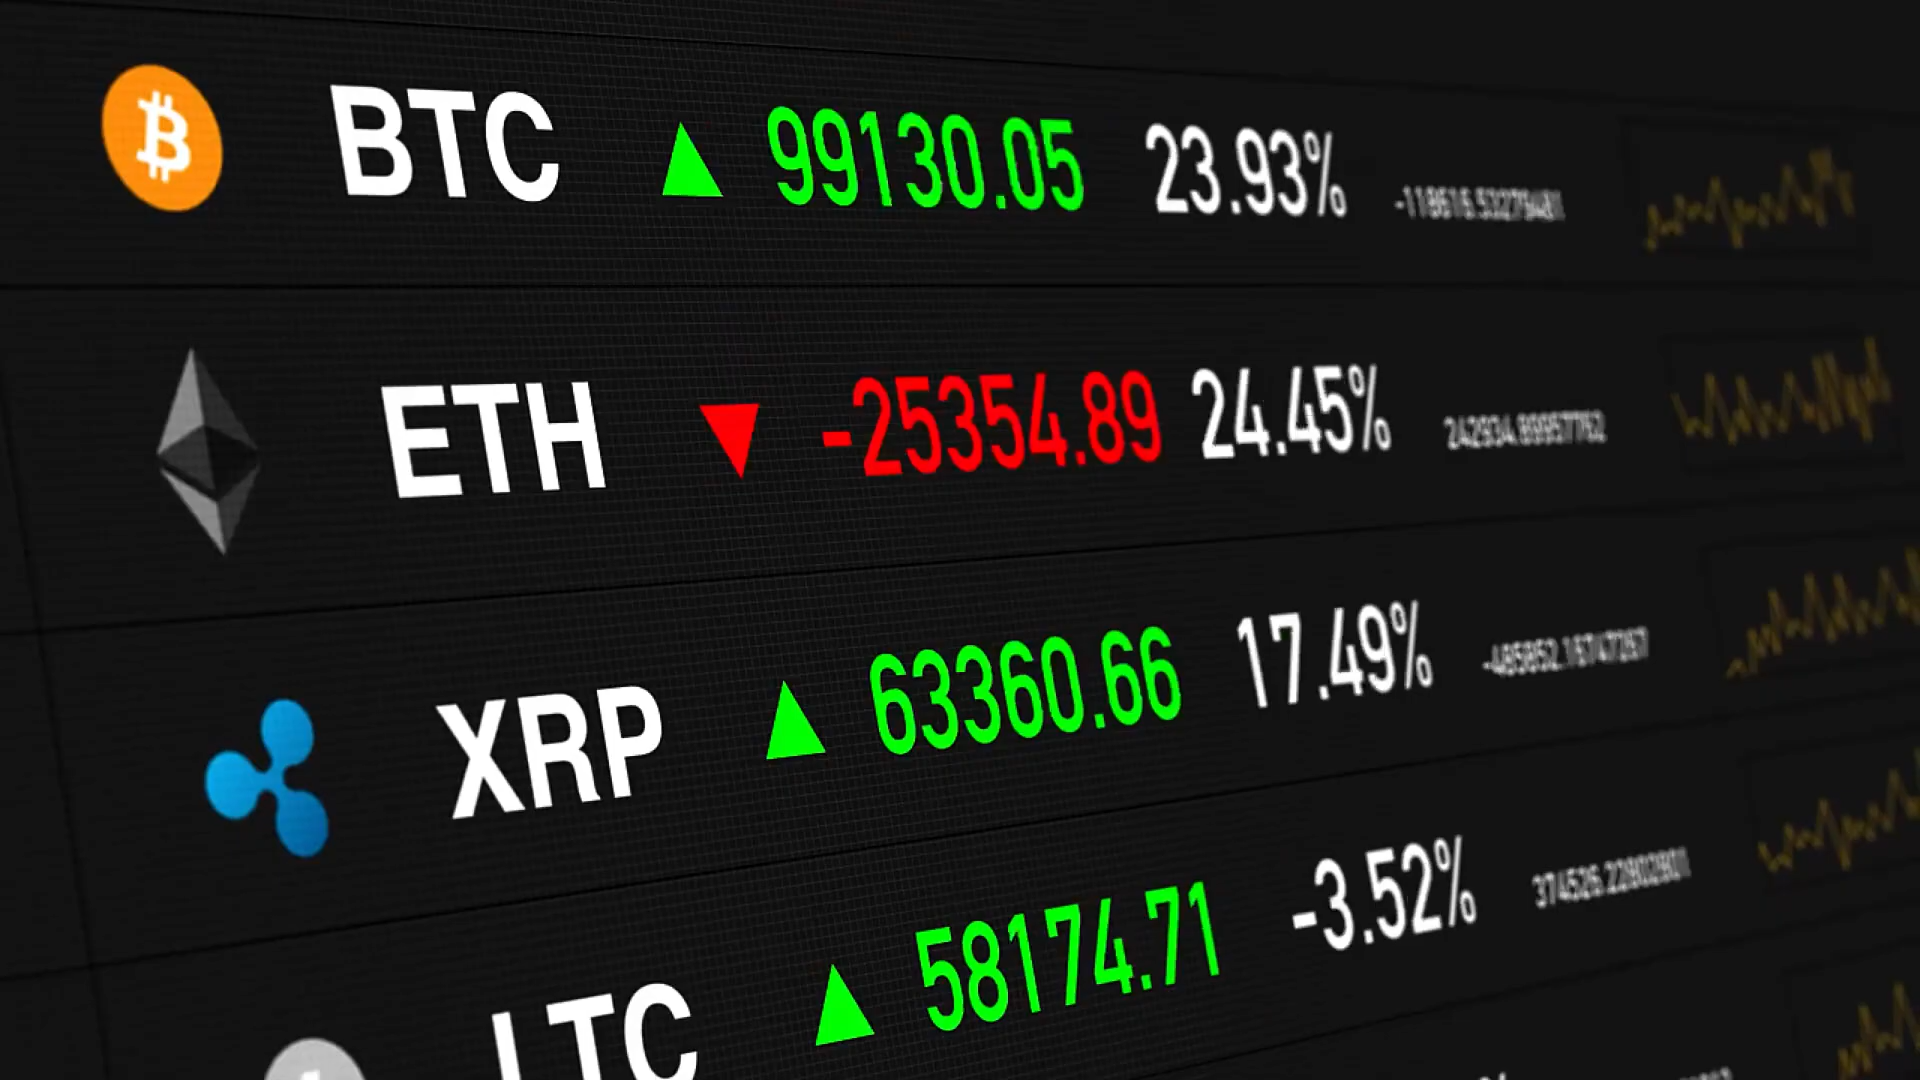 BTC ▲ 99130.05 23.93%
ETH ▼ -25354.89 24.45%
XRP ▲ 63360.66 17.49%
LTC ▲ 58174.71 -3.52%